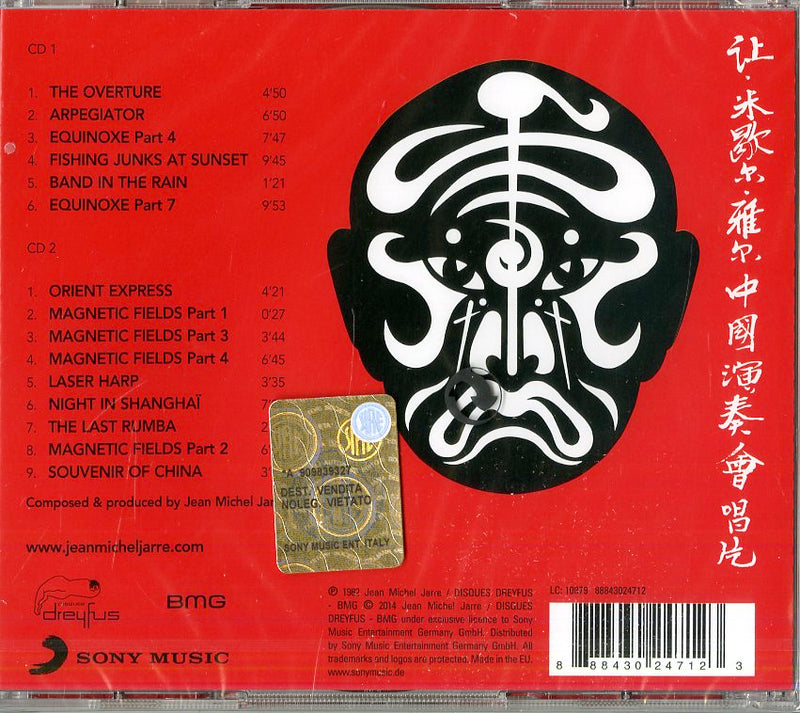 CD 1
1. THE OVERTURE 4'50
2. ARPEGIATOR 6'50
3. EQUINOXE Part 4 7'47
4. FISHING JUNKS AT SUNSET 9'45
5. BAND IN THE RAIN 1'21
6. EQUINOXE Part 7 9'53
CD 2
1. ORIENT EXPRESS 4'21
2. MAGNETIC FIELDS Part 1 0'27
3. MAGNETIC FIELDS Part 3 3'44
4. MAGNETIC FIELDS Part 4 6'45
5. LASER HARP 3'35
6. NIGHT IN SHANGHAÏ
7. THE LAST RUMBA
8. MAGNETIC FIELDS Part 2
9. SOUVENIR OF CHINA
Composed & produced by Jean Michel
www.jeanmicheljarre.com
dreyfus
BMG
SONY MUSIC
SIAE
*A 909839327
DEST. VENDITA
NOLEG. VIETATO
SONY MUSIC ENT. ITALY
让·米歇尔·雅尔中國演奏會唱片
℗ 1982 Jean Michel Jarre / DISQUES DREYFUS
- BMG © 2014 Jean Michel Jarre / DISQUES
DREYFUS - BMG under exclusive licence to Sony
Music Entertainment Germany GmbH. Distributed
by Sony Music Entertainment Germany GmbH. All
trademarks and logos are protected. Made in the EU.
www.sonymusic.de
LC: 10279 88843024712
8 88430 24712 3